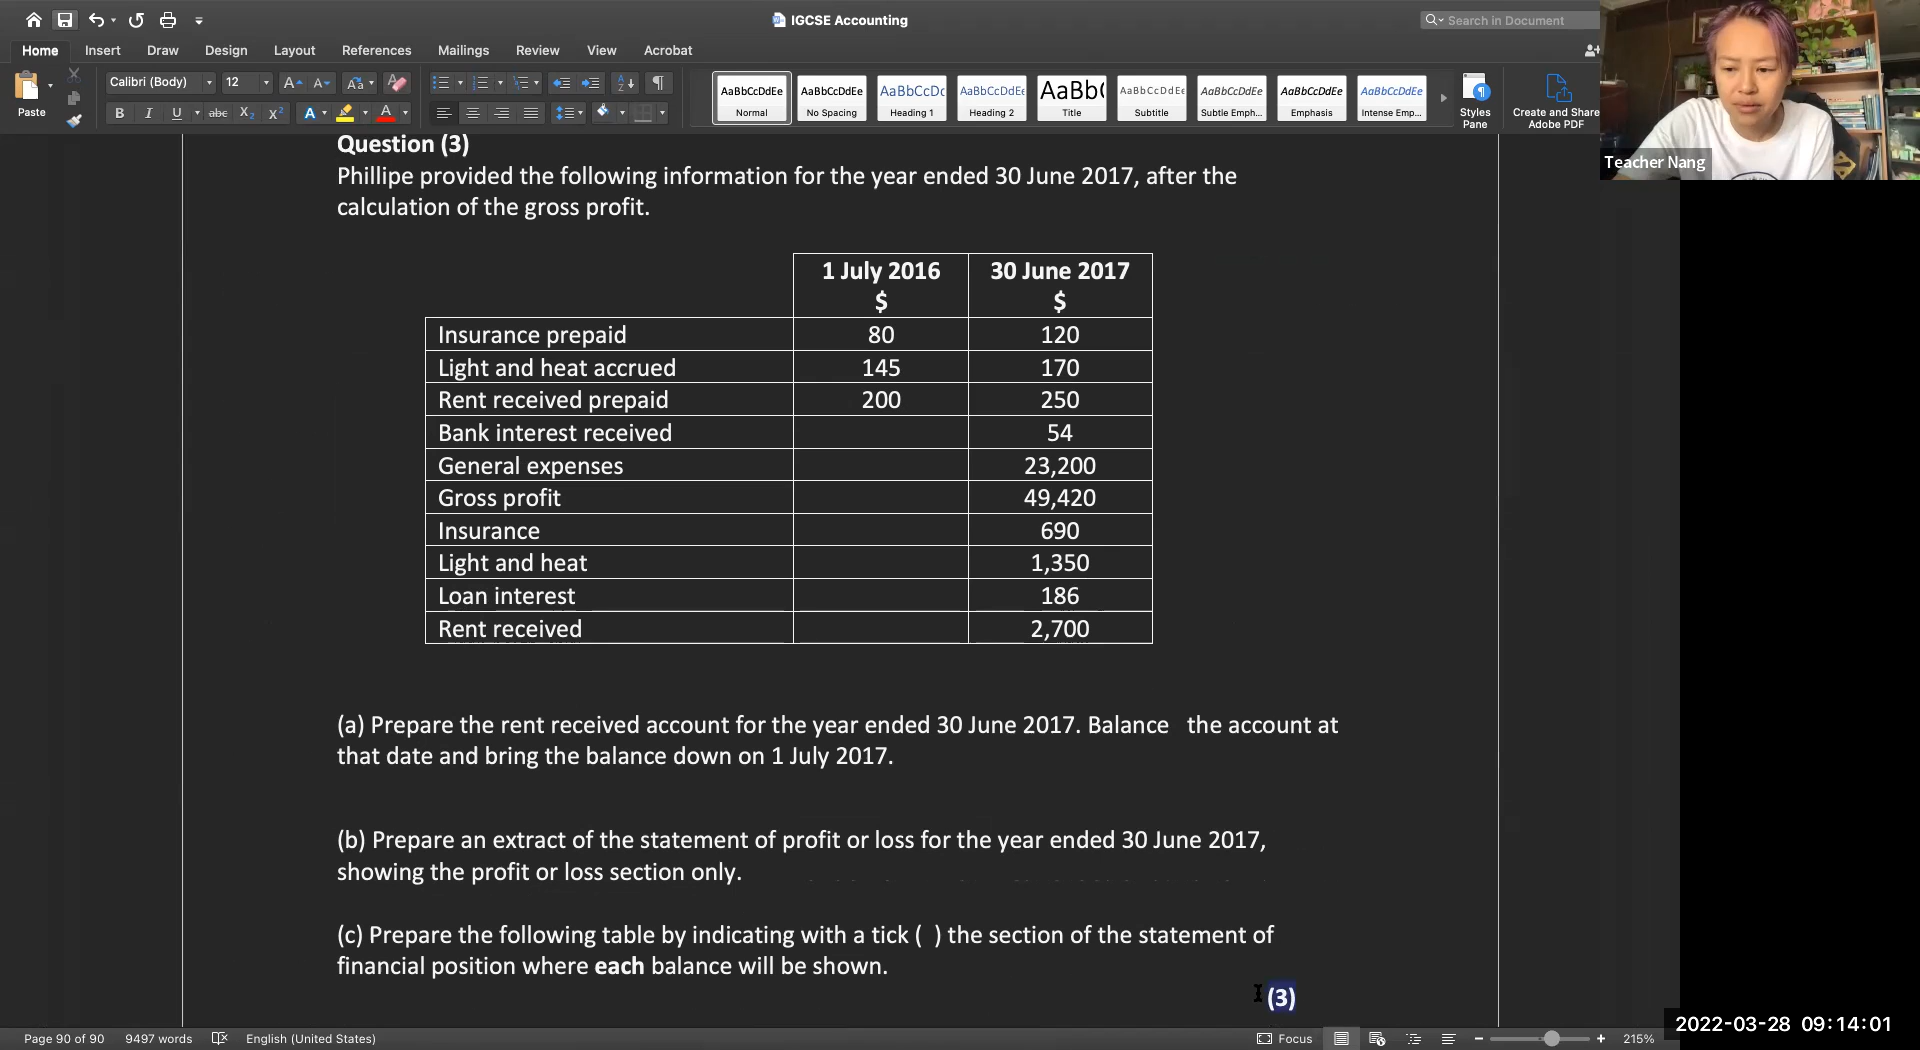 IGCSE Accounting
Search in Document
Home Insert Draw Design Layout References Mailings Review View Acrobat
Paste
Calibri (Body) 12
AaBbCcDdEe AaBbCcDdEe AaBbCcDc AaBbCcDdEe AaBb( AaBbCcDdEe AaBbCcDdEe AaBbCcDdEe AaBbCcDdEe
Normal No Spacing Heading 1 Heading 2 Title Subtitle Subtle Emph... Emphasis Intense Emp...
Styles Pane
Create and Share Adobe PDF
Teacher Nang
Question (3)
Phillipe provided the following information for the year ended 30 June 2017, after the
calculation of the gross profit.
1 July 2016 30 June 2017
$ $
Insurance prepaid 80 120
Light and heat accrued 145 170
Rent received prepaid 200 250
Bank interest received 54
General expenses 23,200
Gross profit 49,420
Insurance 690
Light and heat 1,350
Loan interest 186
Rent received 2,700
(a) Prepare the rent received account for the year ended 30 June 2017. Balance the account at
that date and bring the balance down on 1 July 2017.
(b) Prepare an extract of the statement of profit or loss for the year ended 30 June 2017,
showing the profit or loss section only.
(c) Prepare the following table by indicating with a tick ( ) the section of the statement of
financial position where each balance will be shown.
(3)
Page 90 of 90 9497 words English (United States) Focus 215%
2022-03-28 09:14:01